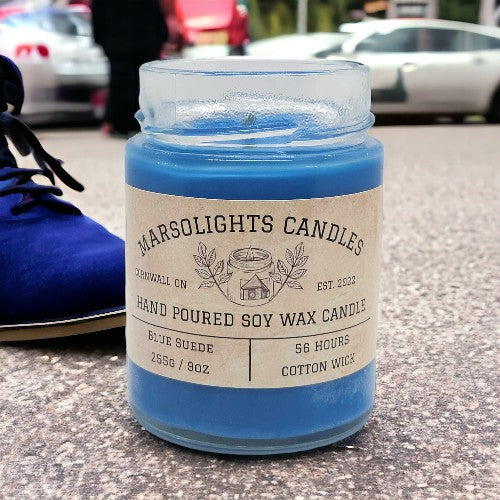 MARSOLIGHTS CANDLES
CORNWALL ON
EST. 2022
HAND POURED SOY WAX CANDLE
BLUE SUEDE
255G / 9OZ
56 HOURS
COTTON WICK